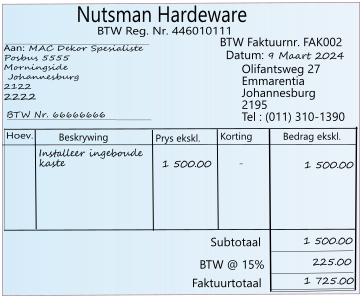 Nutsman Hardeware
BTW Reg. Nr. 446010111
Aan: MAC Dekor Spesialiste
Posbus 5555
Morningside
Johannesburg
2122
2222
BTW Nr. 66666666
BTW Faktuurnr. FAK002
Datum: 9 Maart 2024
Olifantsweg 27
Emmarentia
Johannesburg
2195
Tel : (011) 310-1390
Hoev. Beskrywing Prys ekskl. Korting Bedrag ekskl.
Installeer ingeboude
kaste 1 500.00 - 1 500.00
Subtotaal 1 500.00
BTW @ 15% 225.00
Faktuurtotaal 1 725.00